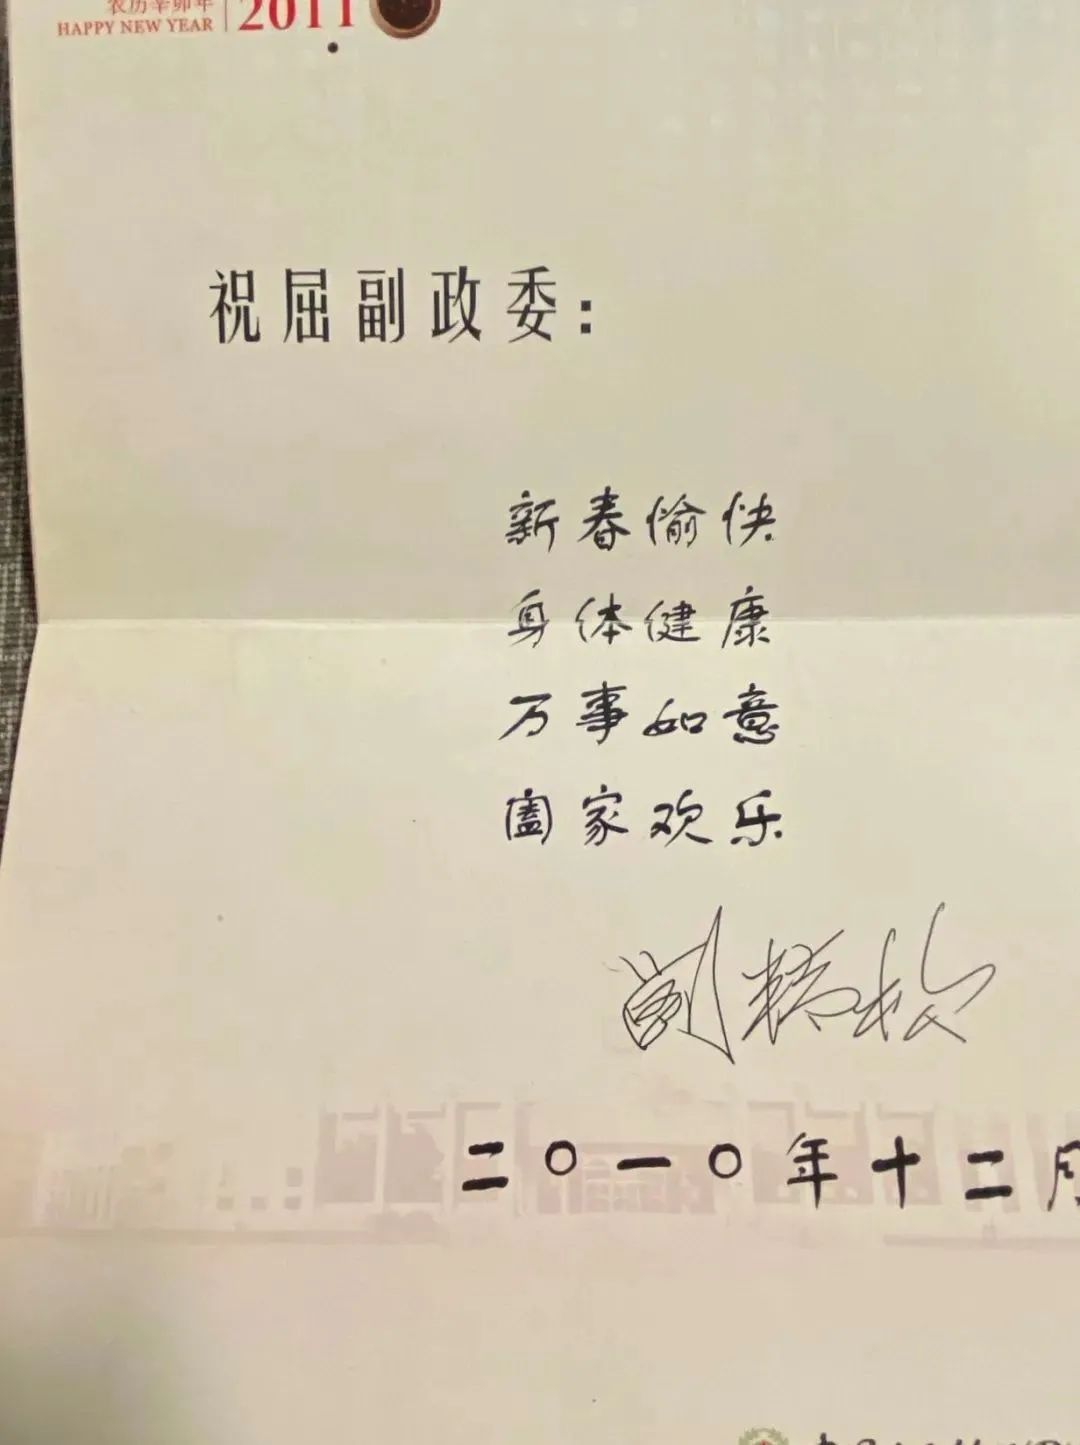 农历辛卯年
HAPPY NEW YEAR
2011
祝屈副政委：
新春愉快
身体健康
万事如意
阖家欢乐
二〇一〇年十二月